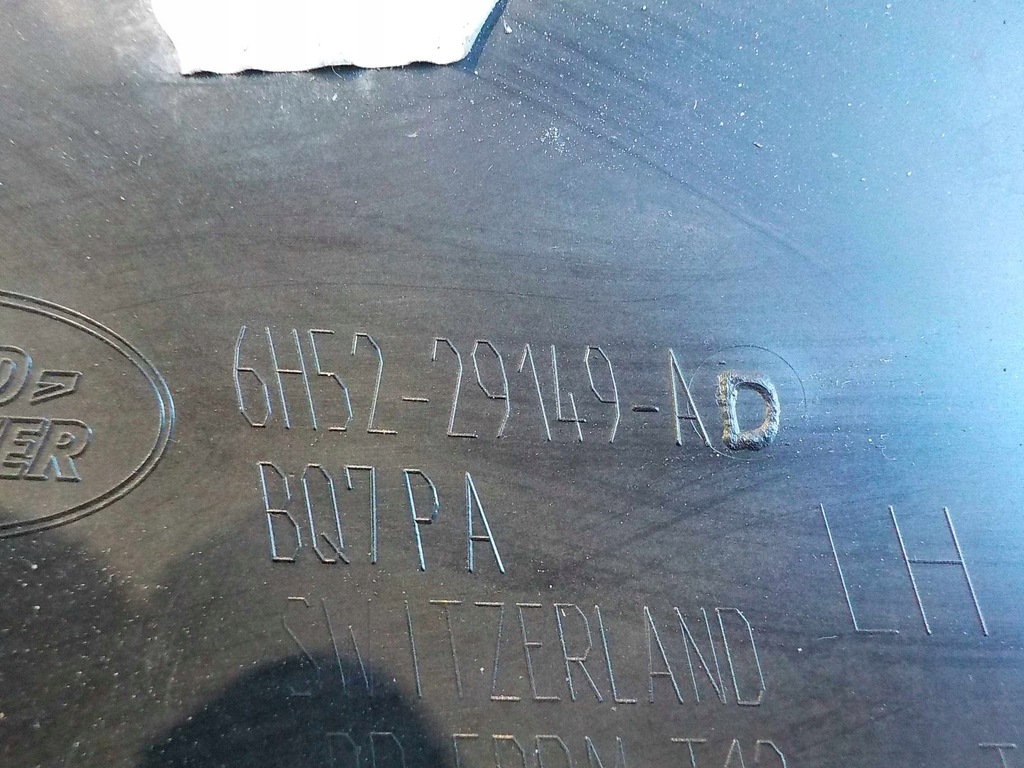 6H52-29149-AD
BQ7PA
LH
SWITZERLAND